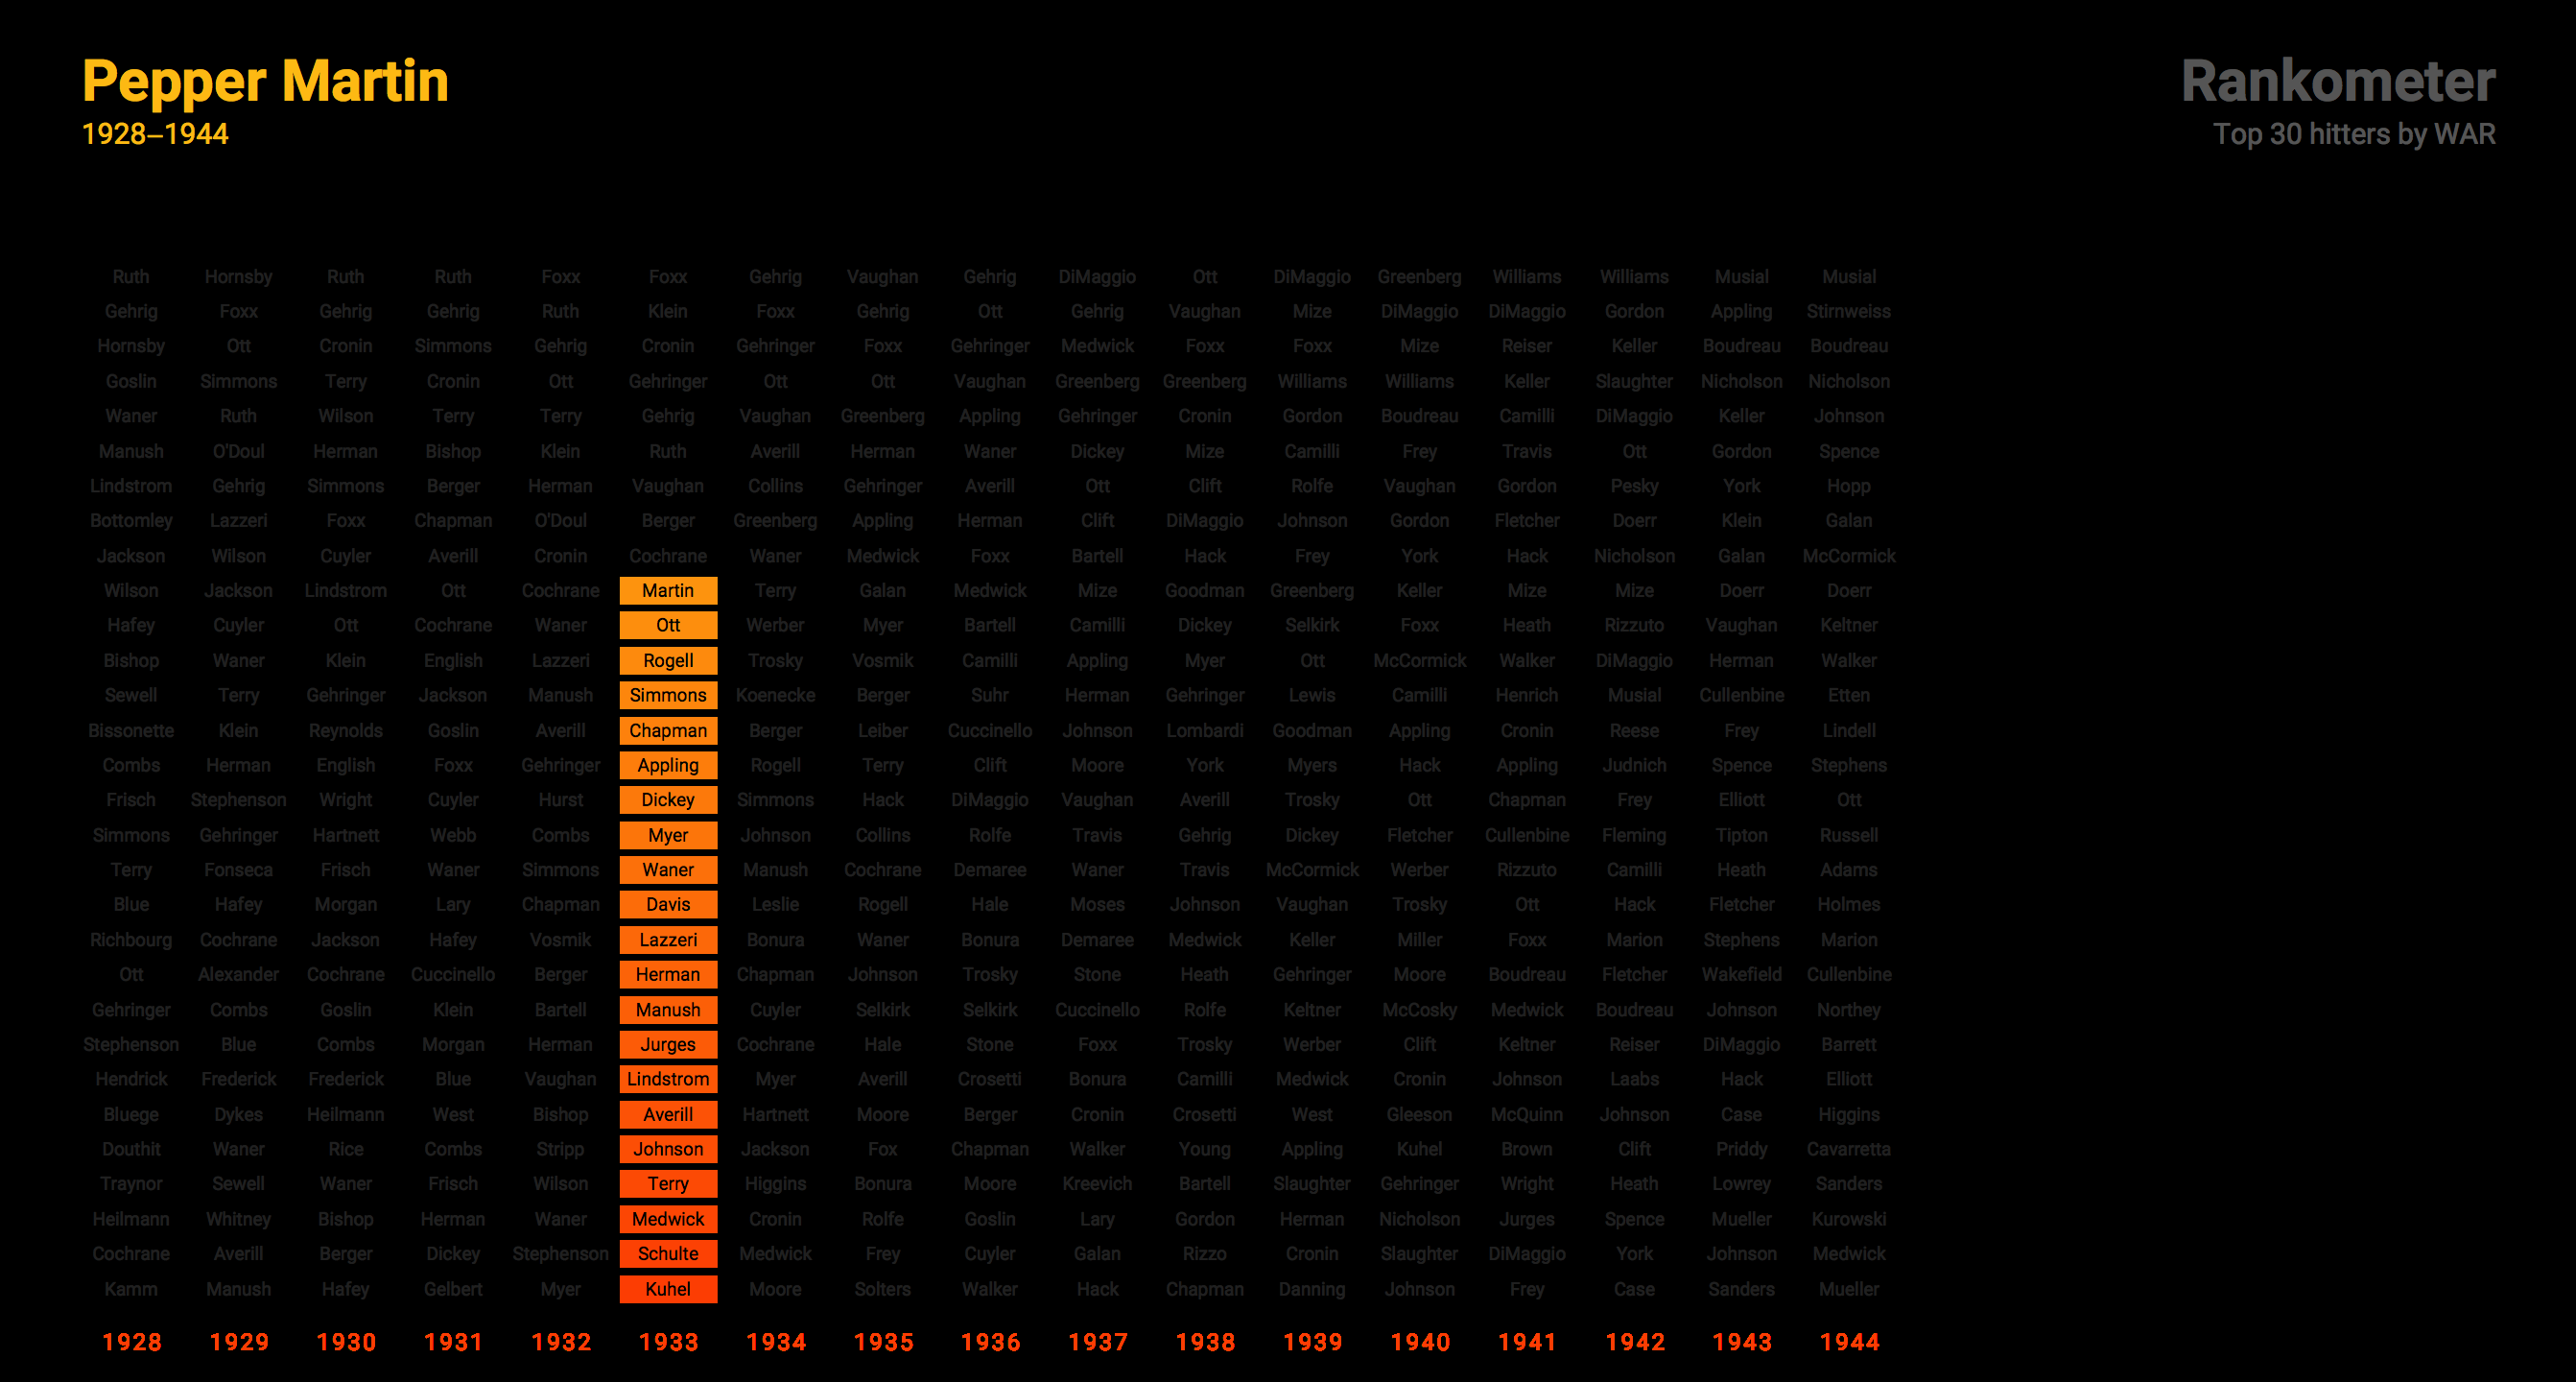 Pepper Martin
1928–1944
Rankometer
Top 30 hitters by WAR
Ruth Hornsby Ruth Ruth Foxx Foxx Gehrig Vaughan Gehrig DiMaggio Ott DiMaggio Greenberg Williams Williams Musial Musial
Gehrig Foxx Gehrig Gehrig Ruth Klein Foxx Gehrig Ott Gehrig Vaughan Mize DiMaggio DiMaggio Gordon Appling Stirnweiss
Hornsby Ott Cronin Simmons Gehrig Cronin Gehringer Foxx Gehringer Medwick Foxx Foxx Mize Reiser Keller Boudreau Boudreau
Goslin Simmons Terry Cronin Ott Gehringer Ott Ott Vaughan Greenberg Greenberg Williams Williams Keller Slaughter Nicholson Nicholson
Waner Ruth Wilson Terry Terry Gehrig Vaughan Greenberg Appling Gehringer Cronin Gordon Boudreau Camilli DiMaggio Keller Johnson
Manush O'Doul Herman Bishop Klein Ruth Averill Herman Waner Dickey Mize Camilli Frey Travis Ott Gordon Spence
Lindstrom Gehrig Simmons Berger Herman Vaughan Collins Gehringer Averill Ott Clift Rolfe Vaughan Gordon Pesky York Hopp
Bottomley Lazzeri Foxx Chapman O'Doul Berger Greenberg Appling Herman Clift DiMaggio Johnson Gordon Fletcher Doerr Klein Galan
Jackson Wilson Cuyler Averill Cronin Cochrane Waner Medwick Foxx Bartell Hack Frey York Hack Nicholson Galan McCormick
Wilson Jackson Lindstrom Ott Cochrane Martin Terry Galan Medwick Mize Goodman Greenberg Keller Mize Mize Doerr Doerr
Hafey Cuyler Ott Cochrane Waner Ott Werber Myer Bartell Camilli Dickey Selkirk Foxx Heath Rizzuto Vaughan Keltner
Bishop Waner Klein English Lazzeri Rogell Trosky Vosmik Camilli Appling Myer Ott McCormick Walker DiMaggio Herman Walker
Sewell Terry Gehringer Jackson Manush Simmons Koenecke Berger Suhr Herman Gehringer Lewis Camilli Henrich Musial Cullenbine Etten
Bissonette Klein Reynolds Goslin Averill Chapman Berger Leiber Cuccinello Johnson Lombardi Goodman Appling Cronin Reese Frey Lindell
Combs Herman English Foxx Gehringer Appling Rogell Terry Clift Moore York Myers Hack Appling Judnich Spence Stephens
Frisch Stephenson Wright Cuyler Hurst Dickey Simmons Hack DiMaggio Vaughan Averill Trosky Ott Chapman Frey Elliott Ott
Simmons Gehringer Hartnett Webb Combs Myer Johnson Collins Rolfe Travis Gehrig Dickey Fletcher Cullenbine Fleming Tipton Russell
Terry Fonseca Frisch Waner Simmons Waner Manush Cochrane Demaree Waner Travis McCormick Werber Rizzuto Camilli Heath Adams
Blue Hafey Morgan Lary Chapman Davis Leslie Rogell Hale Moses Johnson Vaughan Trosky Ott Hack Fletcher Holmes
Richbourg Cochrane Jackson Hafey Vosmik Lazzeri Bonura Waner Bonura Demaree Medwick Keller Miller Foxx Marion Stephens Marion
Ott Alexander Cochrane Cuccinello Berger Herman Chapman Johnson Trosky Stone Heath Gehringer Moore Boudreau Fletcher Wakefield Cullenbine
Gehringer Combs Goslin Klein Bartell Manush Cuyler Selkirk Selkirk Cuccinello Rolfe Keltner McCosky Medwick Boudreau Johnson Northey
Stephenson Blue Combs Morgan Herman Jurges Cochrane Hale Stone Foxx Trosky Werber Clift Keltner Reiser DiMaggio Barrett
Hendrick Frederick Frederick Blue Vaughan Lindstrom Myer Averill Crosetti Bonura Camilli Medwick Cronin Johnson Laabs Hack Elliott
Bluege Dykes Heilmann West Bishop Averill Hartnett Moore Berger Cronin Crosetti West Gleeson McQuinn Johnson Case Higgins
Douthit Waner Rice Combs Stripp Johnson Jackson Fox Chapman Walker Young Appling Kuhel Brown Clift Priddy Cavarretta
Traynor Sewell Waner Frisch Wilson Terry Higgins Bonura Moore Kreevich Bartell Slaughter Gehringer Wright Heath Lowrey Sanders
Heilmann Whitney Bishop Herman Waner Medwick Cronin Rolfe Goslin Lary Gordon Herman Nicholson Jurges Spence Mueller Kurowski
Cochrane Averill Berger Dickey Stephenson Schulte Medwick Frey Cuyler Galan Rizzo Cronin Slaughter DiMaggio York Johnson Medwick
Kamm Manush Hafey Gelbert Myer Kuhel Moore Solters Walker Hack Chapman Danning Johnson Frey Case Sanders Mueller
1928 1929 1930 1931 1932 1933 1934 1935 1936 1937 1938 1939 1940 1941 1942 1943 1944